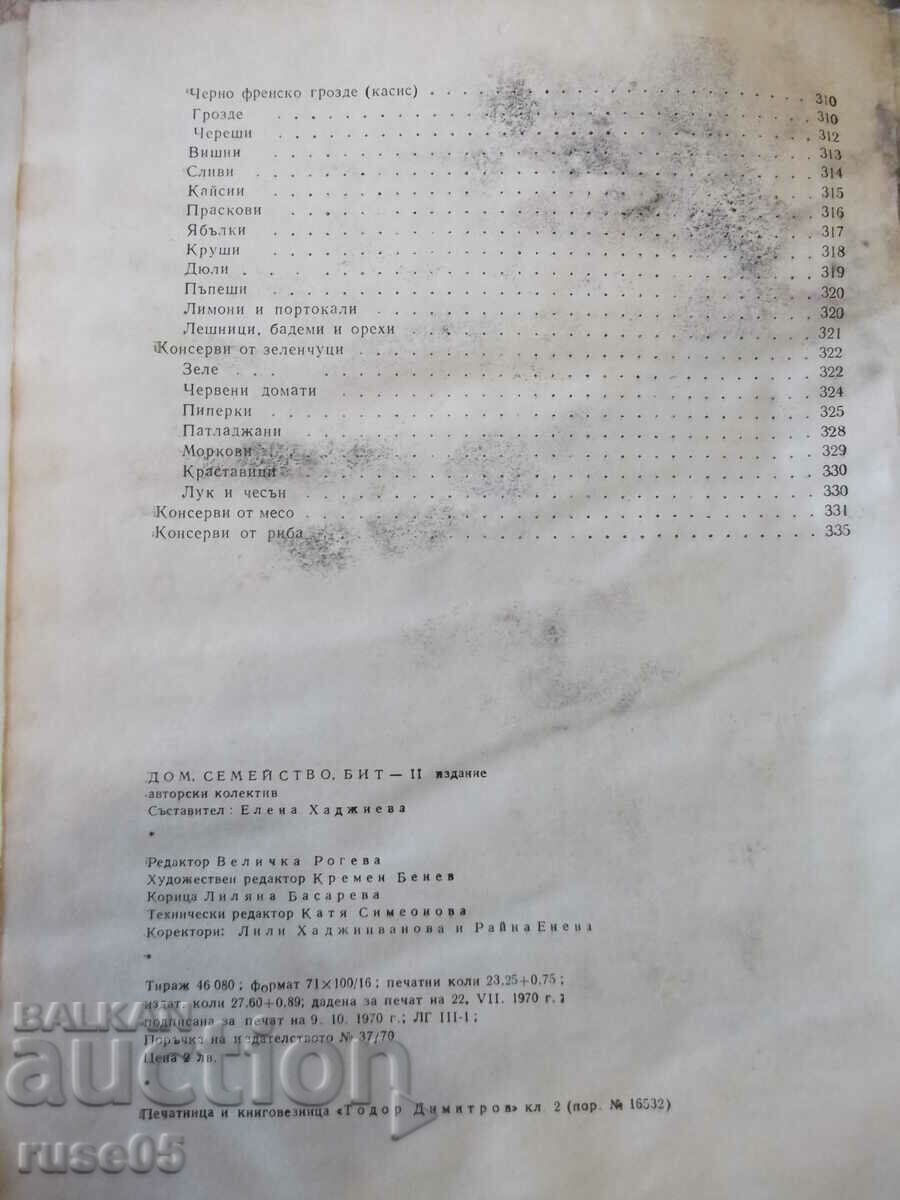 Черно френско грозде (касис) . . . . . . . . . . . . . . . . . . . . 310
Грозде . . . . . . . . . . . . . . . . . . . . 310
Череши . . . . . . . . . . . . . . . . . . . . 312
Вишни . . . . . . . . . . . . . . . . . . . . 313
Сливи . . . . . . . . . . . . . . . . . . . . 314
Кайсии . . . . . . . . . . . . . . . . . . . . 315
Праскови . . . . . . . . . . . . . . . . . . . . 316
Ябълки . . . . . . . . . . . . . . . . . . . . 317
Круши . . . . . . . . . . . . . . . . . . . . 318
Дюли . . . . . . . . . . . . . . . . . . . . 319
Пъпеши . . . . . . . . . . . . . . . . . . . . 320
Лимони и портокали . . . . . . . . . . . . . . . . . . . . 320
Лешници, бадеми и орехи . . . . . . . . . . . . . . . . . . . . 321
Консерви от зеленчуци . . . . . . . . . . . . . . . . . . . . 322
Зеле . . . . . . . . . . . . . . . . . . . . 322
Червени домати . . . . . . . . . . . . . . . . . . . . 324
Пиперки . . . . . . . . . . . . . . . . . . . . 325
Патладжани . . . . . . . . . . . . . . . . . . . . 328
Моркови . . . . . . . . . . . . . . . . . . . . 329
Краставици . . . . . . . . . . . . . . . . . . . . 330
Лук и чесън . . . . . . . . . . . . . . . . . . . . 330
Консерви от месо . . . . . . . . . . . . . . . . . . . . 331
Консерви от риба . . . . . . . . . . . . . . . . . . . . 335
ДОМ, СЕМЕЙСТВО, БИТ — II издание
авторски колектив
Съставител: Елена Хаджиева
*
Редактор Величка Рогева
Художествен редактор Кремен Бенев
Корица Лиляна Басарева
Технически редактор Катя Симеонова
Коректори: Лили Хаджииванова и Райна Енева
*
Тираж 46 080; формат 71×100/16; печатни коли 23,25+0,75;
издат. коли 27,60+0,89; дадена за печат на 22. VII. 1970 г.;
подписана за печат на 9. 10. 1970 г.; ЛГ III-1;
Поръчка на издателството № 37/70
Цена 2 лв.
*
Печатница и книговезница «Тодор Димитров» кл. 2 (пор. № 16532)
BALKAN
auction
ruse05